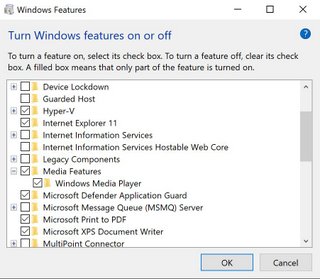 Windows Features
Turn Windows features on or off
To turn a feature on, select its check box. To turn a feature off, clear its check
box. A filled box means that only part of the feature is turned on.
Device Lockdown
Guarded Host
Hyper-V
Internet Explorer 11
Internet Information Services
Internet Information Services Hostable Web Core
Legacy Components
Media Features
Windows Media Player
Microsoft Defender Application Guard
Microsoft Message Queue (MSMQ) Server
Microsoft Print to PDF
Microsoft XPS Document Writer
MultiPoint Connector
OK
Cancel